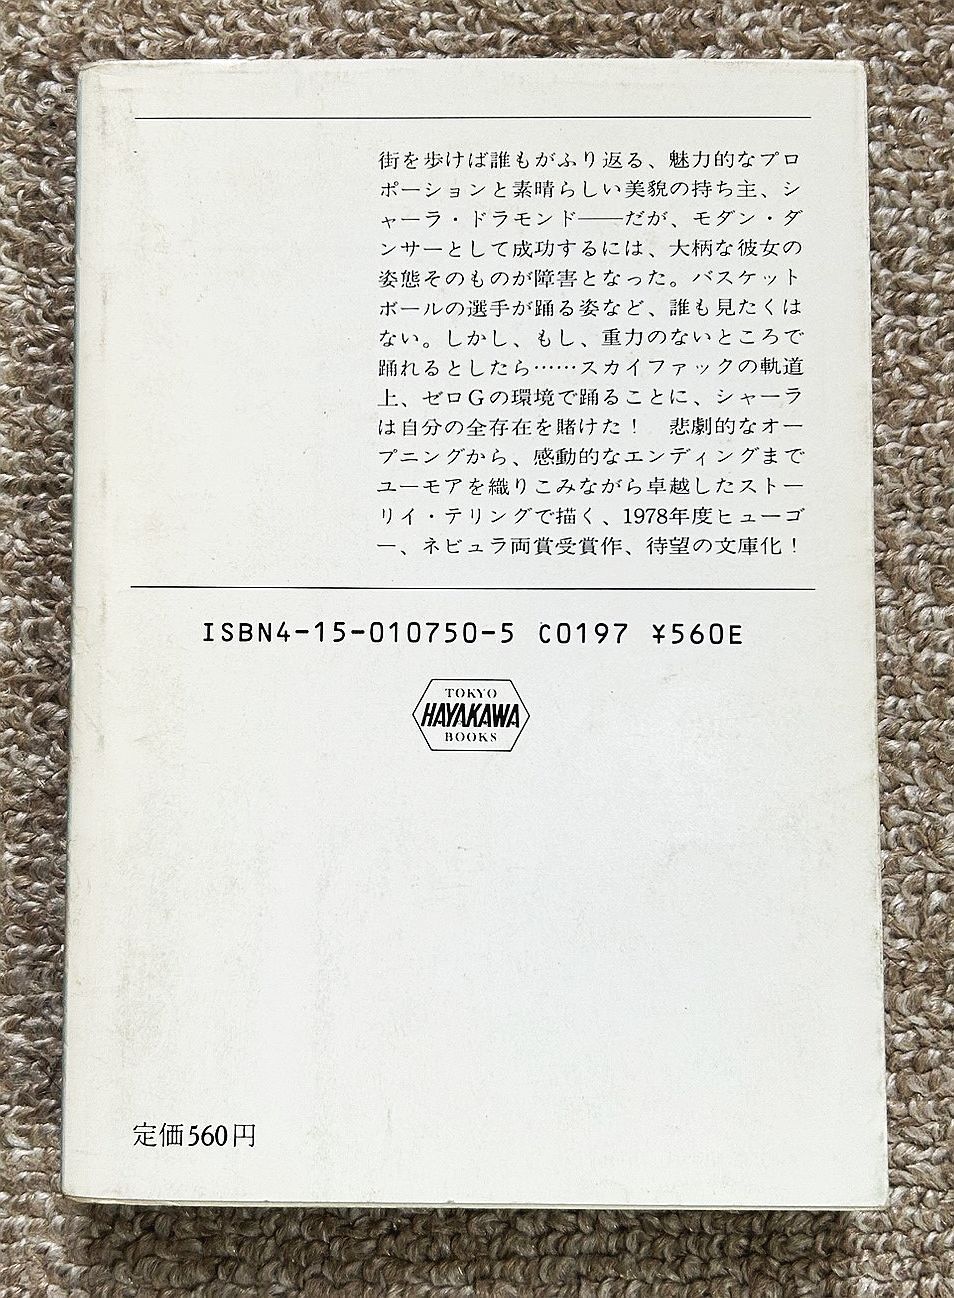 街を歩けば誰もがふり返る、魅力的なプロ
ポーションと素晴らしい美貌の持ち主、シ
ャーラ・ドラモンド──だが、モダン・ダ
ンサーとして成功するには、大柄な彼女の
姿態そのものが障害となった。バスケット
ボールの選手が踊る姿など、誰も見たくは
ない。しかし、もし、重力のないところで
踊れるとしたら……スカイファックの軌道
上、ゼロGの環境で踊ることに、シャーラ
は自分の全存在を賭けた！　悲劇的なオー
プニングから、感動的なエンディングまで
ユーモアを織りこみながら卓越したストー
リイ・テリングで描く、1978年度ヒューゴ
ー、ネビュラ両賞受賞作、待望の文庫化！
ISBN4-15-010750-5 C0197 ¥560E
TOKYO
HAYAKAWA
BOOKS
定価560円